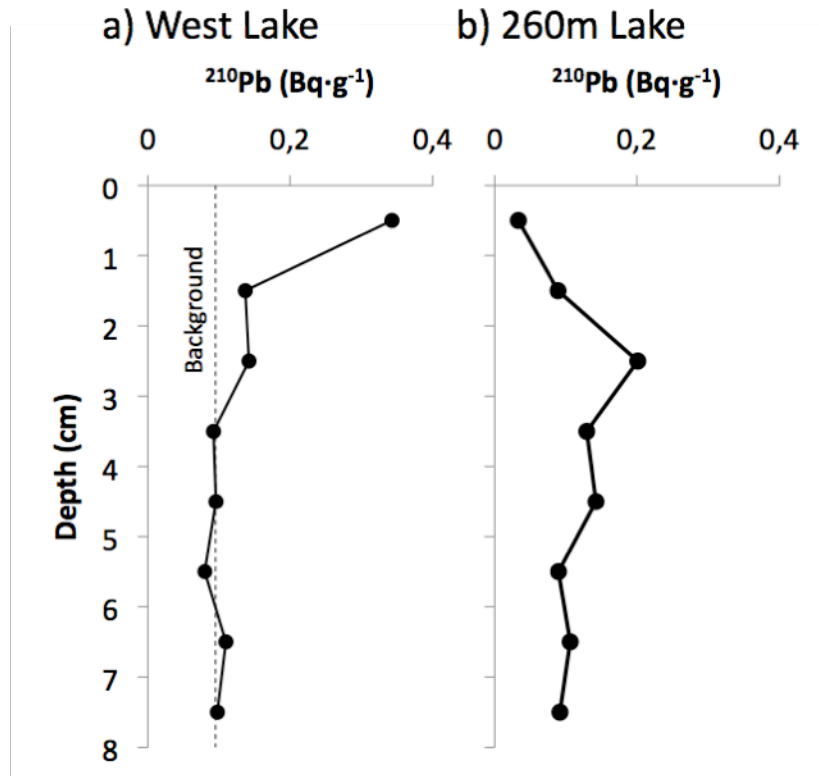 a) West Lake
b) 260m Lake
²¹⁰Pb (Bq·g⁻¹)
²¹⁰Pb (Bq·g⁻¹)
0 0,2 0,4
0 0,2 0,4
0
1
2
3
4
5
6
7
8
Depth (cm)
Background